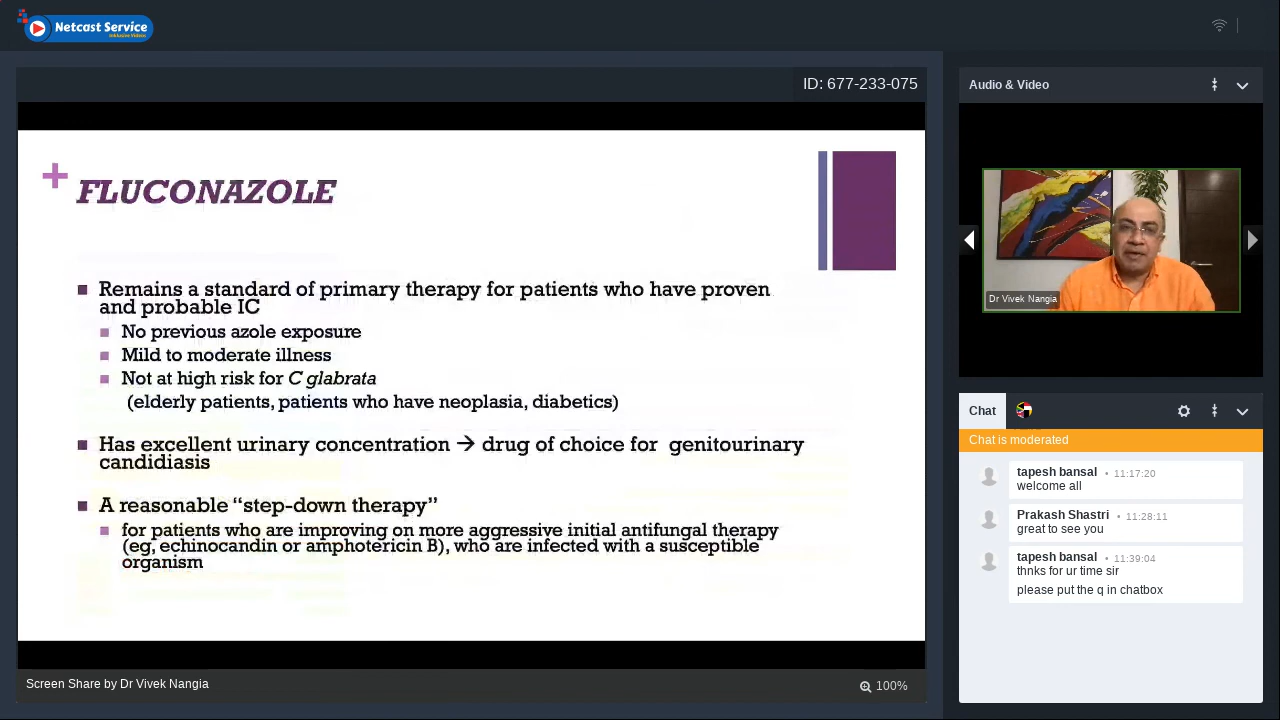 Netcast Service
ID: 677-233-075
+
FLUCONAZOLE
Remains a standard of primary therapy for patients who have proven
and probable IC
No previous azole exposure
Mild to moderate illness
Not at high risk for C glabrata
(elderly patients, patients who have neoplasia, diabetics)
Has excellent urinary concentration → drug of choice for genitourinary
candidiasis
A reasonable “step-down therapy”
for patients who are improving on more aggressive initial antifungal therapy
(eg, echinocandin or amphotericin B), who are infected with a susceptible
organism
Screen Share by Dr Vivek Nangia
100%
Audio & Video
Dr Vivek Nangia
Chat
Chat is moderated
tapesh bansal • 11:17:20
welcome all
Prakash Shastri • 11:28:11
great to see you
tapesh bansal • 11:39:04
thnks for ur time sir
please put the q in chatbox